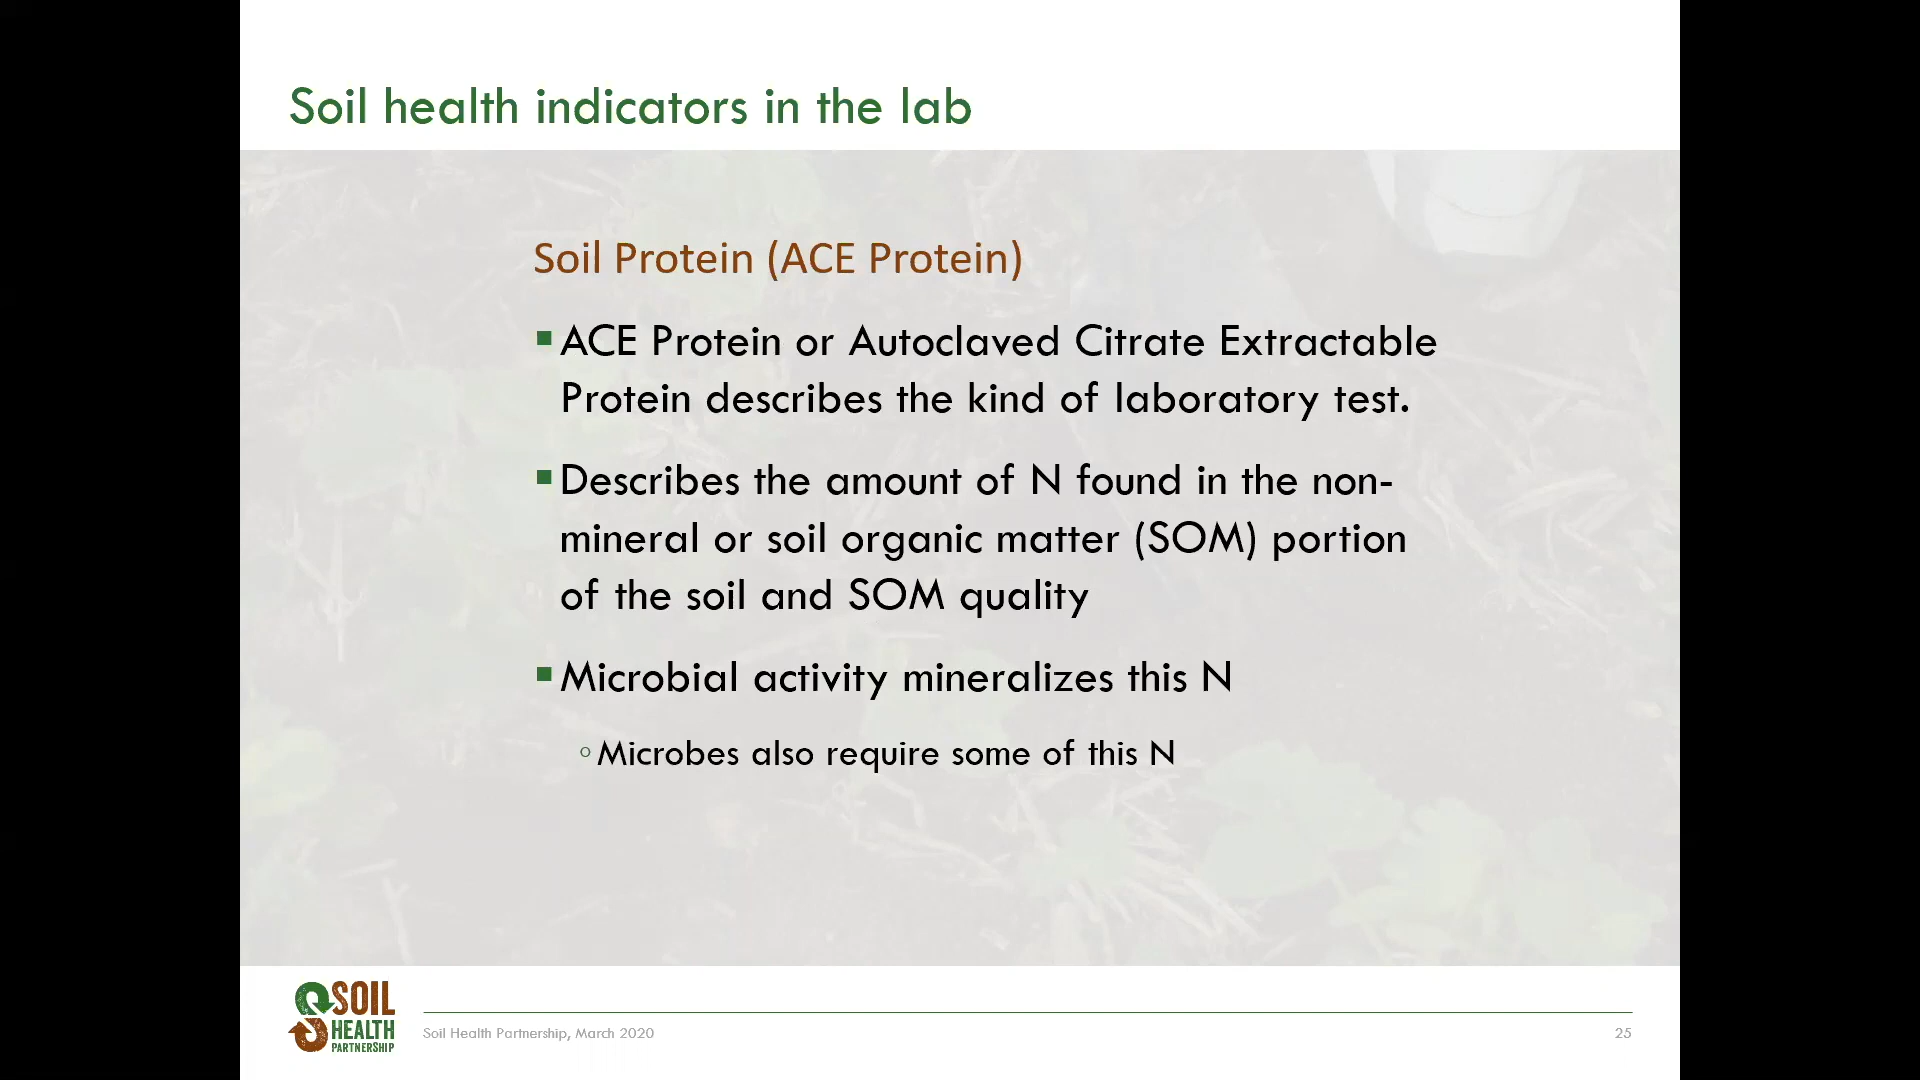 Soil health indicators in the lab
Soil Protein (ACE Protein)
▪ACE Protein or Autoclaved Citrate Extractable
Protein describes the kind of laboratory test.
▪Describes the amount of N found in the non-
mineral or soil organic matter (SOM) portion
of the soil and SOM quality
▪Microbial activity mineralizes this N
◦Microbes also require some of this N
SOIL
HEALTH
PARTNERSHIP
Soil Health Partnership, March 2020
25